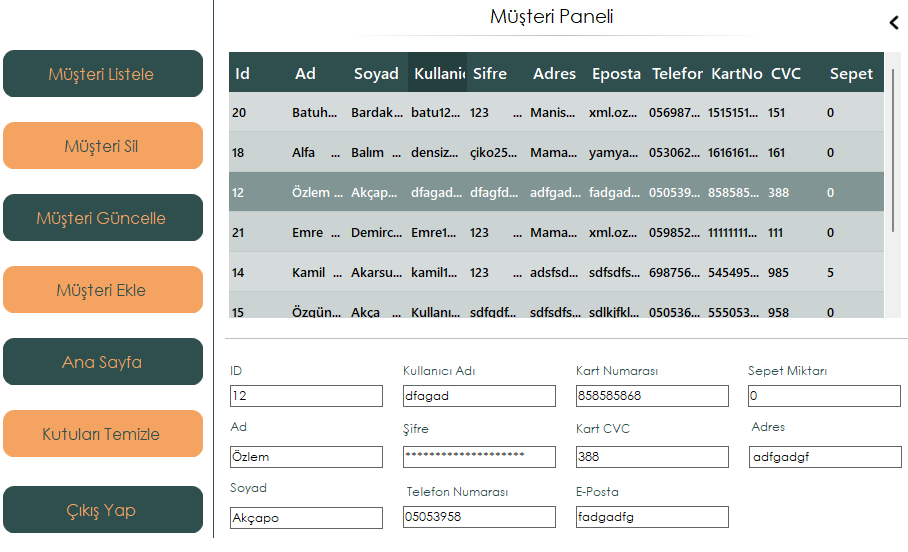 Müşteri Paneli
Müşteri Listele
Müşteri Sil
Müşteri Güncelle
Müşteri Ekle
Ana Sayfa
Kutuları Temizle
Çıkış Yap
Id Ad Soyad Kullanıc Sifre Adres Eposta Telefor KartNo CVC Sepet
20 Batuh... Bardak... batu12... 123 ... Manis... xml.oz... 056987... 1515151... 151 0
18 Alfa ... Balım ... densiz... çiko25... Mama... yamya... 053062... 1616161... 161 0
12 Özlem ... Akçapo... dfagad... dfagfd... adfgad... fadgad... 050539... 858585... 388 0
21 Emre ... Demirc... Emre1... 123 ... Mama... xml.oz... 059852... 11111111... 111 0
14 Kamil ... Akarsu... kamil1... 123 ... adsfsd... sdfsdfs... 698756... 545495... 985 5
15 Özgün... Akça ... Kullanı... sdfgdf... sdfsdfs... sdlkjfkl... 050536... 555053... 958 0
ID Kullanıcı Adı Kart Numarası Sepet Miktarı
12 dfagad 858585868 0
Ad Şifre Kart CVC Adres
Özlem ******************** 388 adfgadgf
Soyad Telefon Numarası E-Posta
Akçapo 05053958 fadgadfg